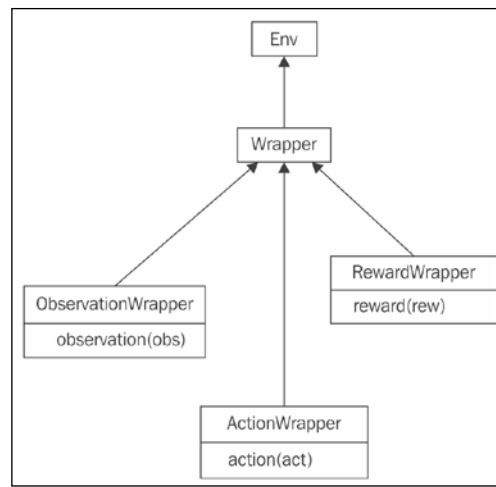 Env
Wrapper
RewardWrapper
reward(rew)
ObservationWrapper
observation(obs)
ActionWrapper
action(act)